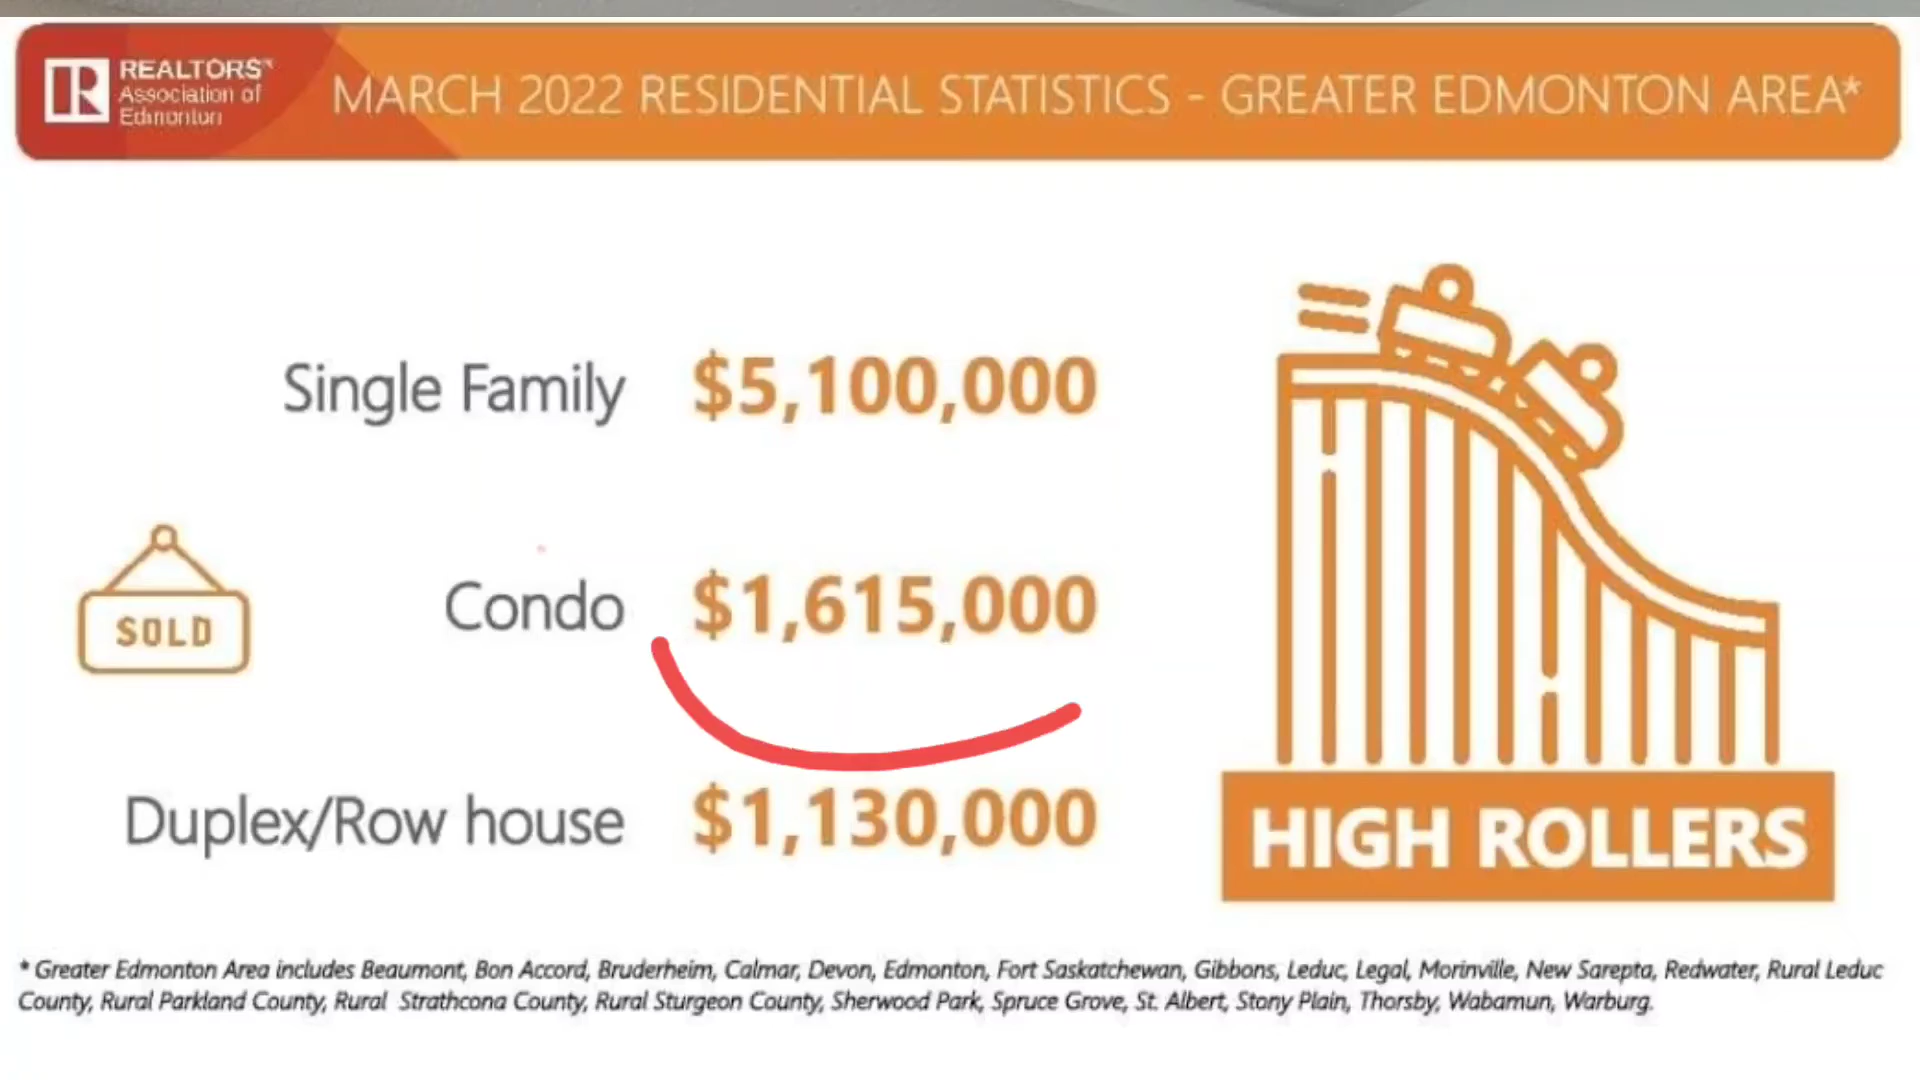 REALTORS
Association of
Edmonton
MARCH 2022 RESIDENTIAL STATISTICS - GREATER EDMONTON AREA*
Single Family $5,100,000
SOLD
Condo $1,615,000
Duplex/Row house $1,130,000
HIGH ROLLERS
* Greater Edmonton Area includes Beaumont, Bon Accord, Bruderheim, Calmar, Devon, Edmonton, Fort Saskatchewan, Gibbons, Leduc, Legal, Morinville, New Sarepta, Redwater, Rural Leduc
County, Rural Parkland County, Rural Strathcona County, Rural Sturgeon County, Sherwood Park, Spruce Grove, St. Albert, Stony Plain, Thorsby, Wabamun, Warburg.